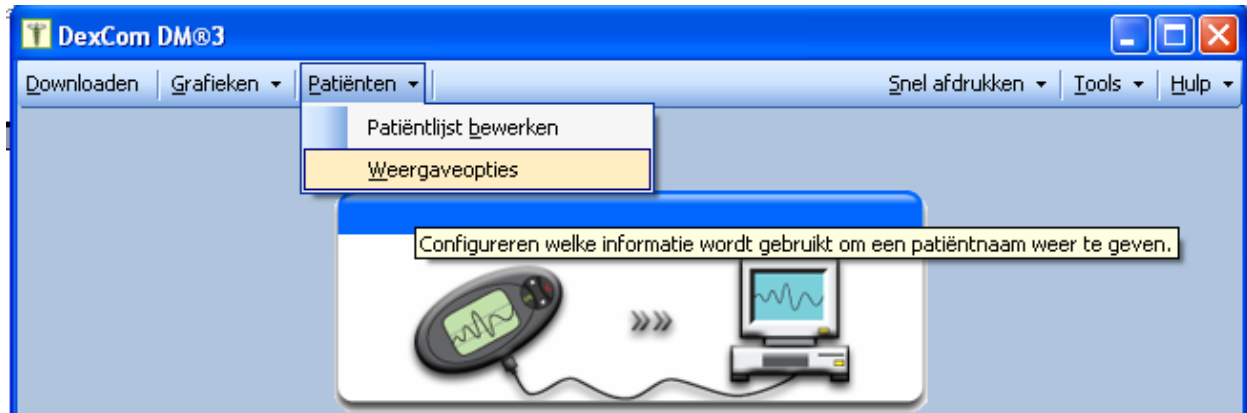 DexCom DM®3
Downloaden Grafieken Patiënten Snel afdrukken Tools Hulp
Patiëntlijst bewerken
Weergaveopties
Configureren welke informatie wordt gebruikt om een patiëntnaam weer te geven.